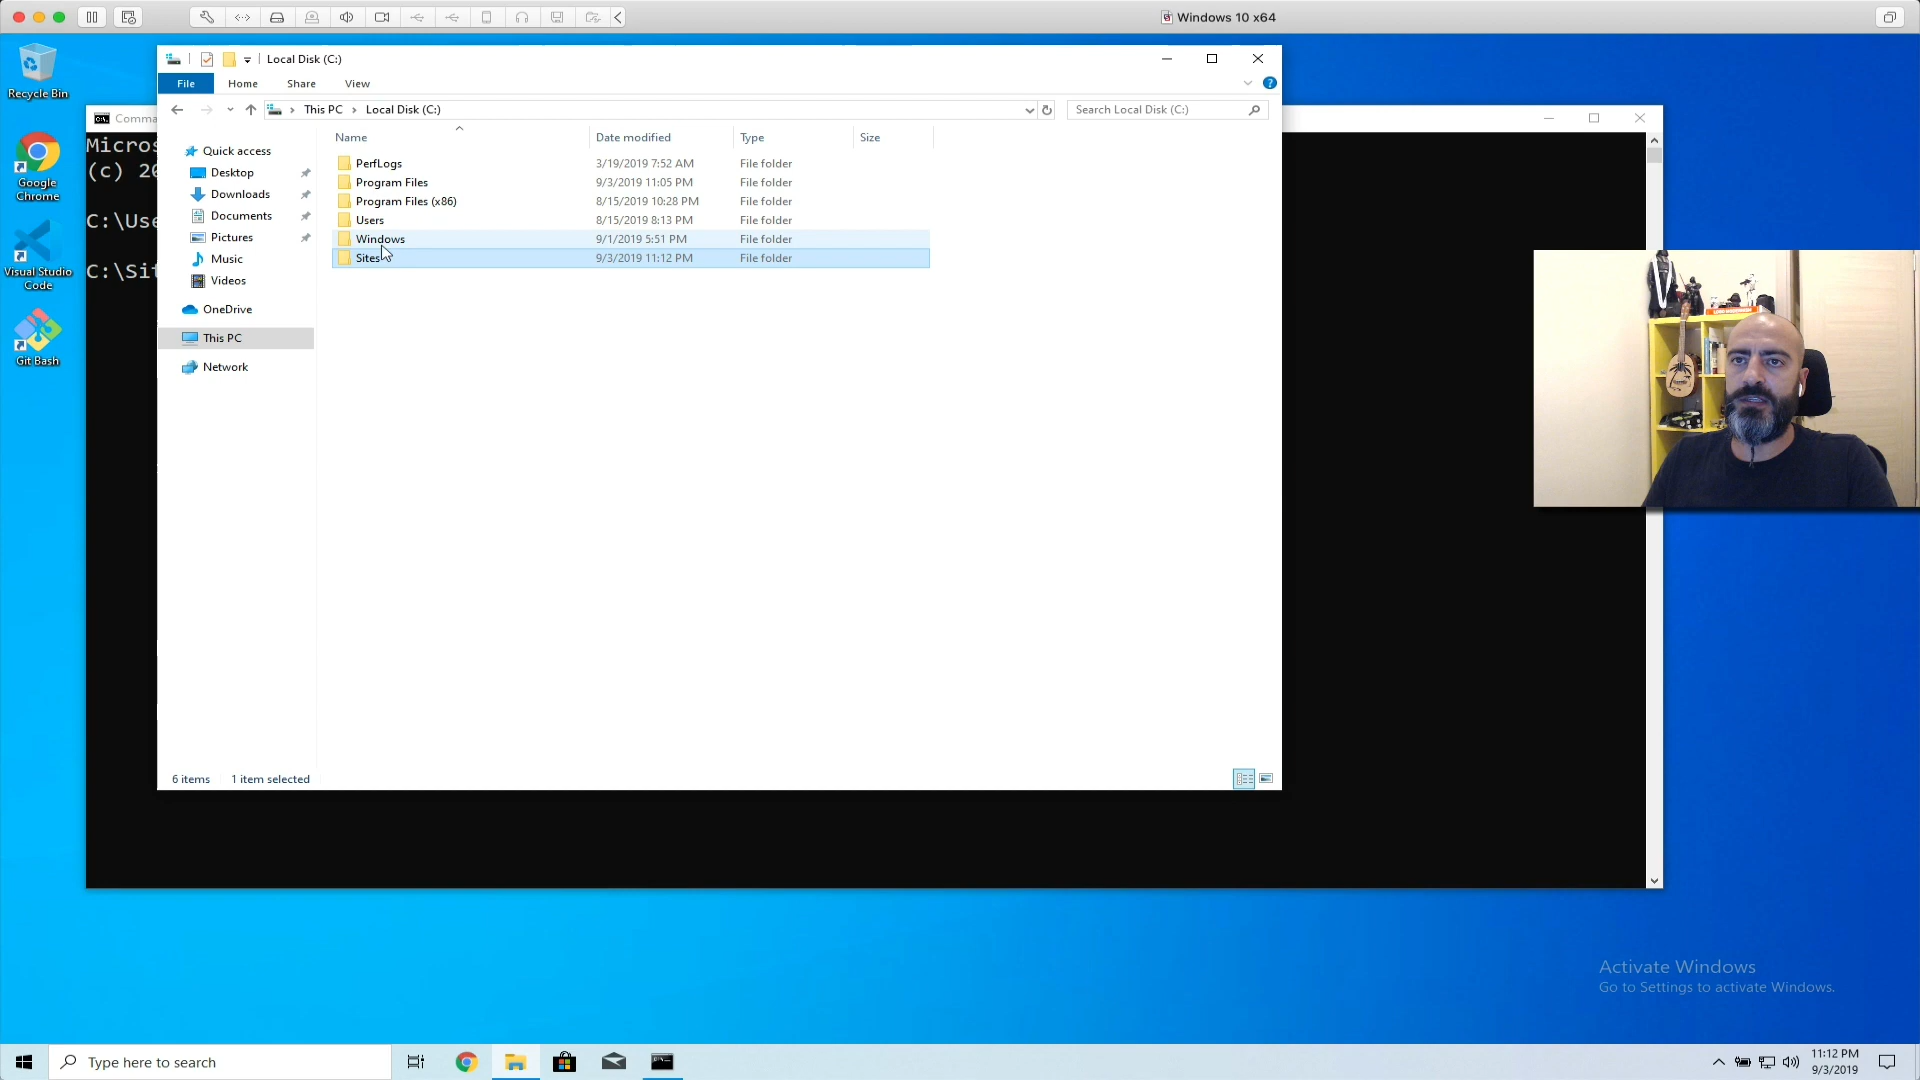 Windows 10 x64
Recycle Bin
Google
Chrome
Visual Studio
Code
Git Bash
Local Disk (C:)
File Home Share View
This PC Local Disk (C:)
Search Local Disk (C:)
Name Date modified Type Size
PerfLogs 3/19/2019 7:52 AM File folder
Program Files 9/3/2019 11:05 PM File folder
Program Files (x86) 8/15/2019 10:28 PM File folder
Users 8/15/2019 8:13 PM File folder
Windows 9/1/2019 5:51 PM File folder
Sites 9/3/2019 11:12 PM File folder
Quick access
Desktop
Downloads
Documents
Pictures
Music
Videos
OneDrive
This PC
Network
6 items 1 item selected
Comma
Micros
(c) 20
C:\Use
C:\Sit
Activate Windows
Go to Settings to activate Windows.
Type here to search
11:12 PM
9/3/2019